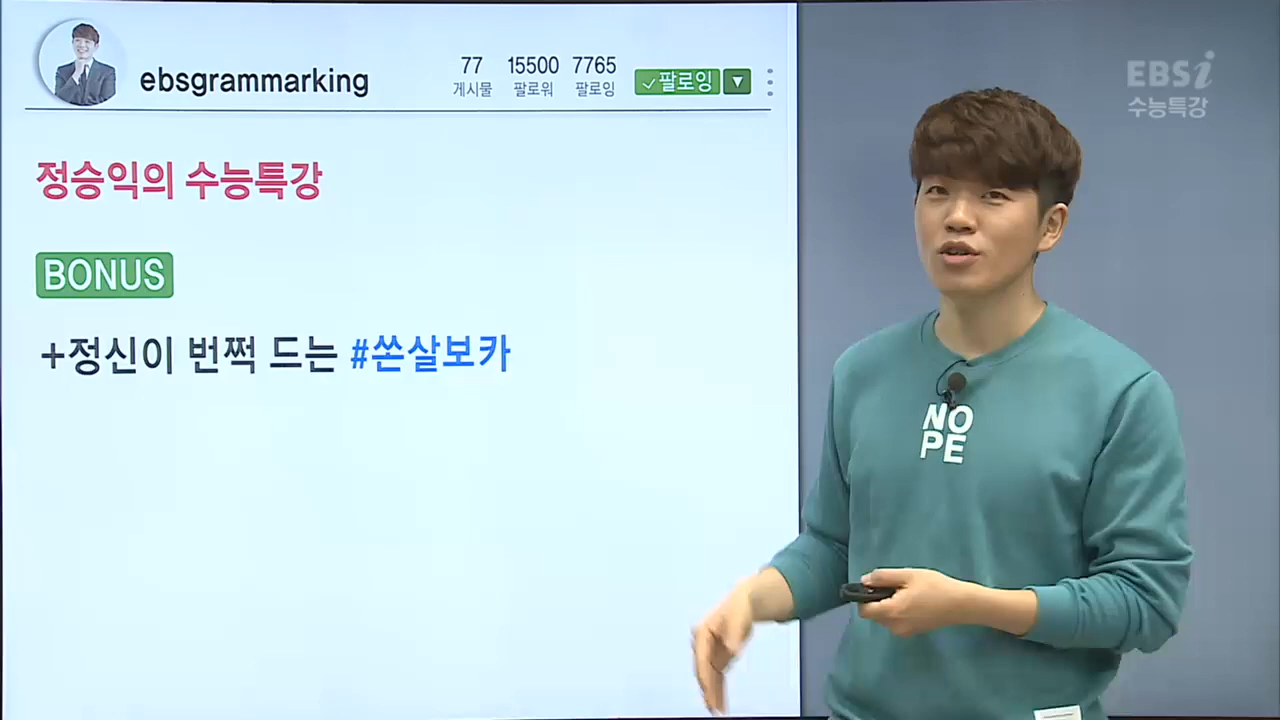 ebsgrammarking
77 15500 7765
게시물 팔로워 팔로잉
✓팔로잉 ▼
EBSi
수능특강
정승익의 수능특강
BONUS
+정신이 번쩍 드는 #쏜살보카
NO
PE